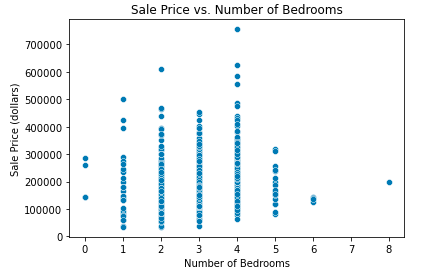 Sale Price vs. Number of Bedrooms
700000
600000
500000
400000
300000
200000
100000
0
Sale Price (dollars)
0 1 2 3 4 5 6 7 8
Number of Bedrooms